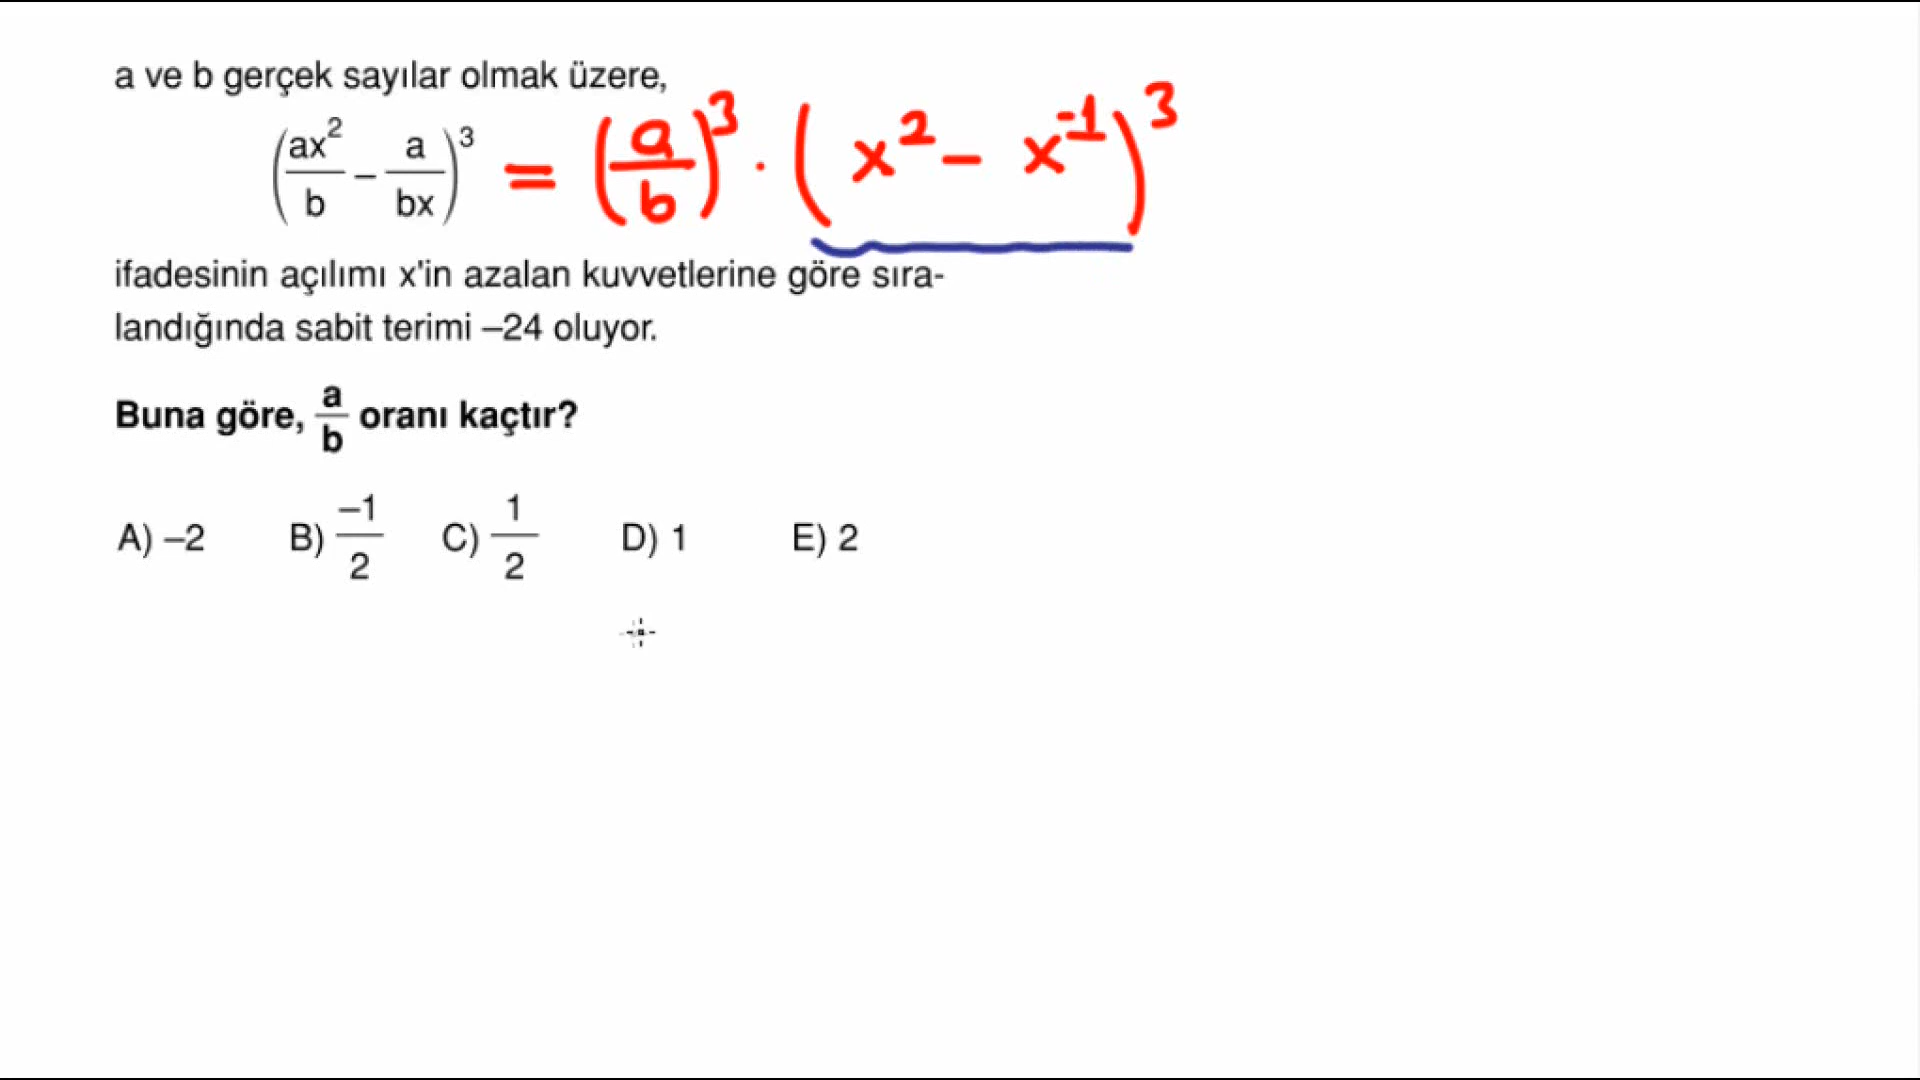 a ve b gerçek sayılar olmak üzere,
(ax²/b − a/bx)³ = (a/b)³ · (x² − x⁻¹)³
ifadesinin açılımı x'in azalan kuvvetlerine göre sıra-
landığında sabit terimi –24 oluyor.
Buna göre, a/b oranı kaçtır?
A) –2 B) –1/2 C) 1/2 D) 1 E) 2